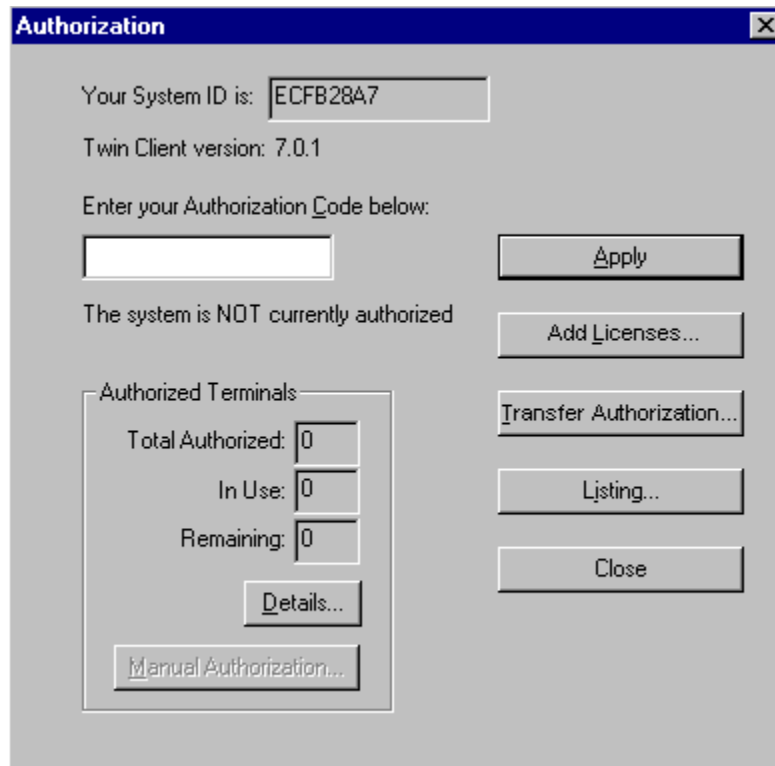 Authorization
Your System ID is: ECFB28A7
Twin Client version: 7.0.1
Enter your Authorization Code below:
Apply
The system is NOT currently authorized
Add Licenses...
Authorized Terminals
Transfer Authorization...
Total Authorized: 0
In Use: 0
Listing...
Remaining: 0
Close
Details...
Manual Authorization...